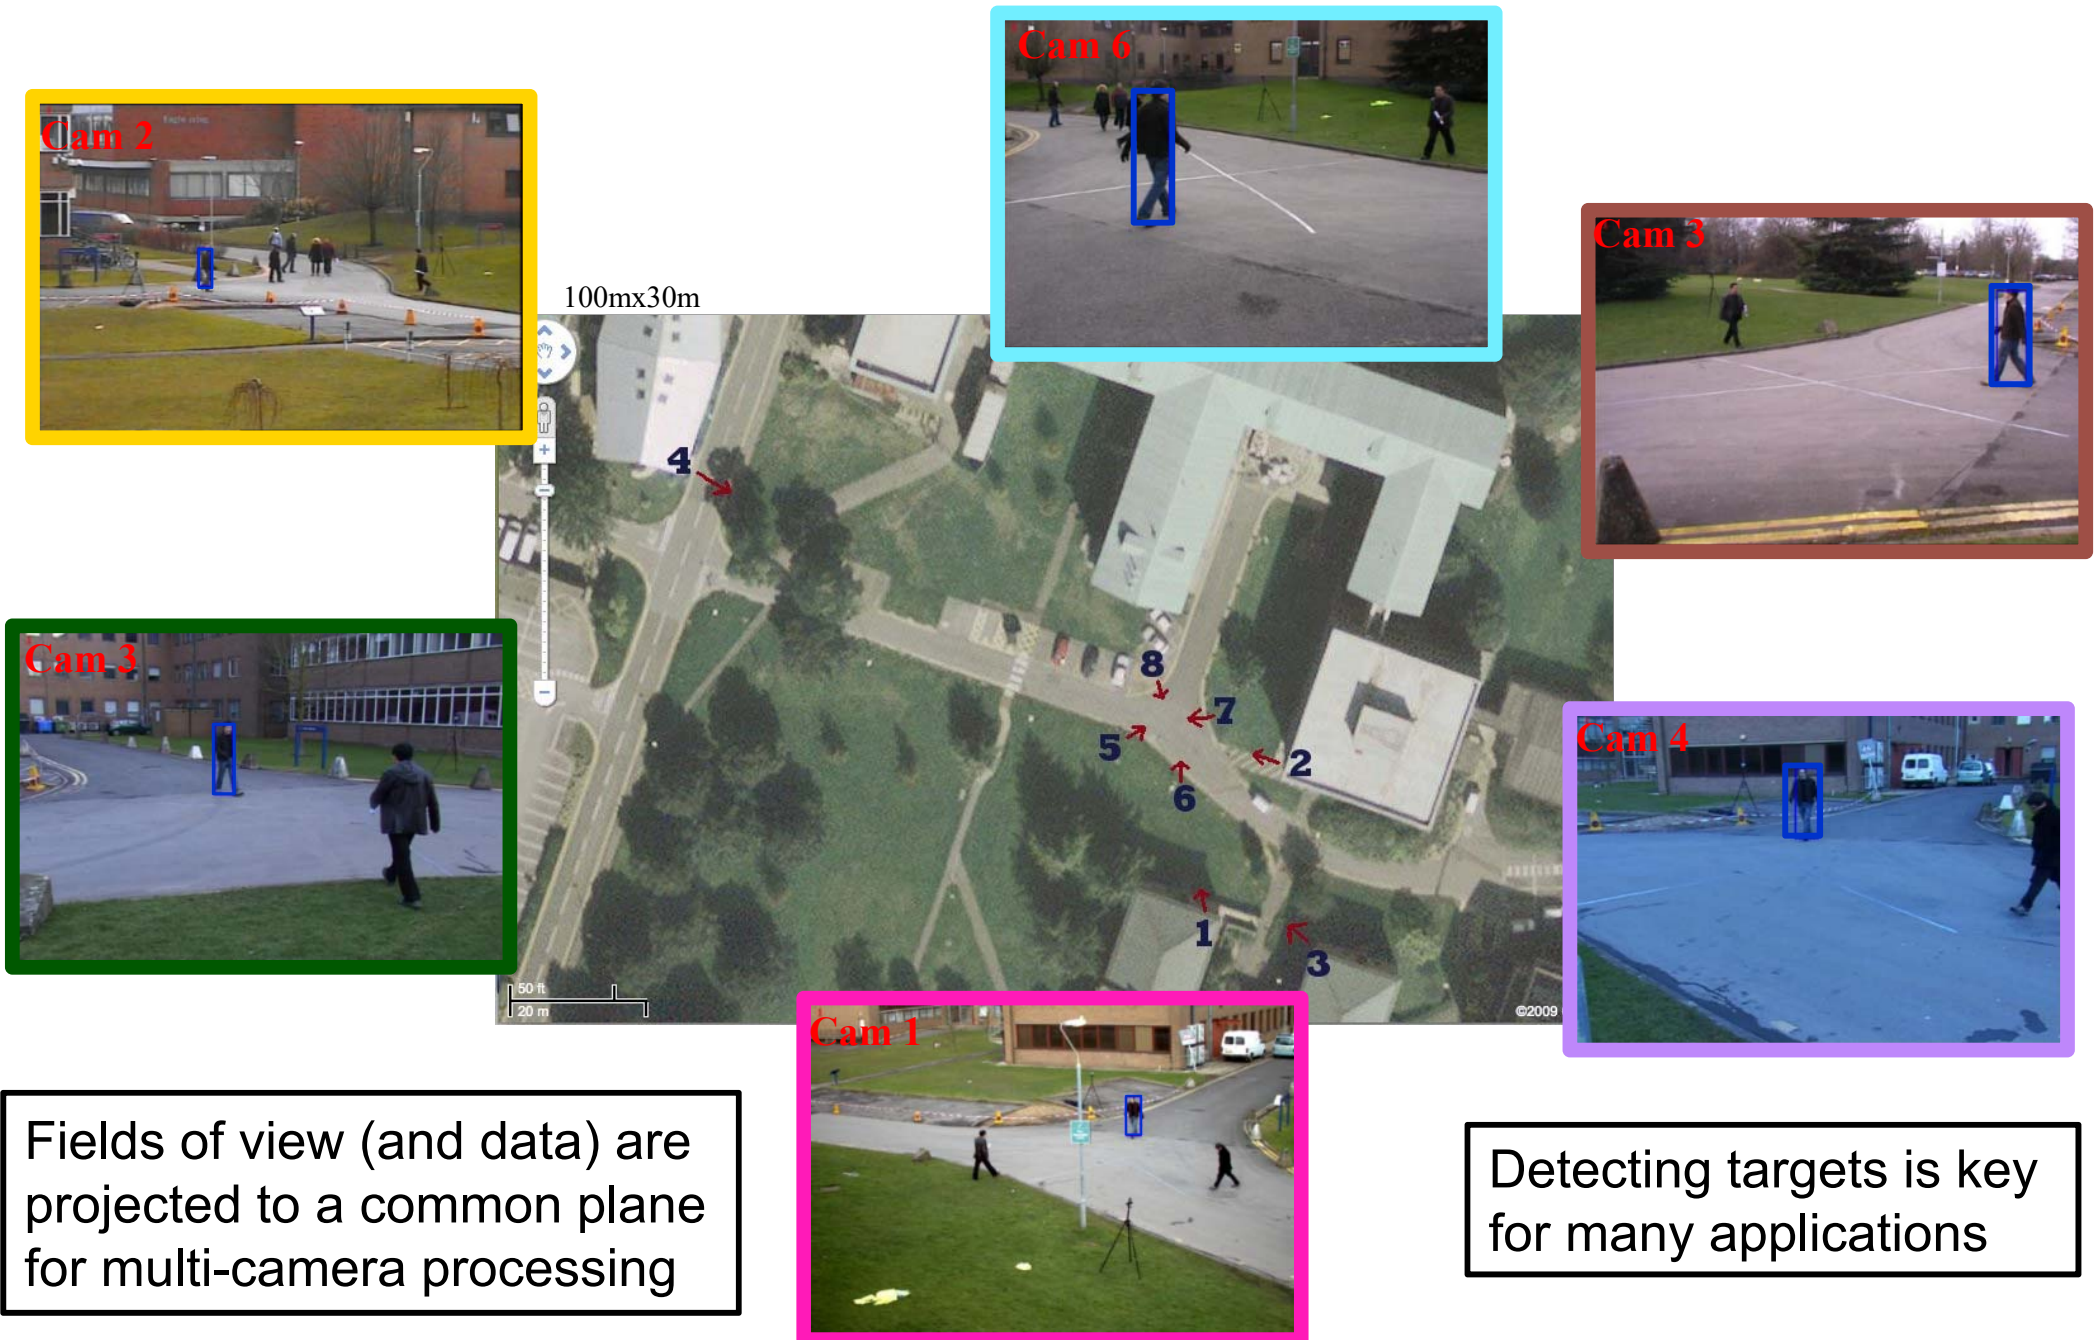 Cam 6
Cam 2
Cam 3
100mx30m
4
Cam 3
8
7
5
2
6
Cam 4
1
3
50 ft
20 m
©2009
Cam 1
Fields of view (and data) are
projected to a common plane
for multi-camera processing
Detecting targets is key
for many applications